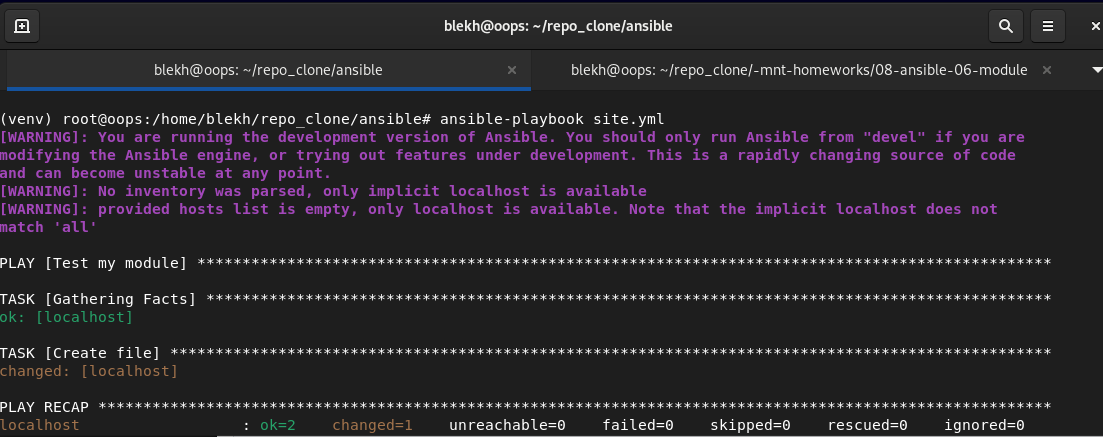 blekh@oops: ~/repo_clone/ansible
blekh@oops: ~/repo_clone/ansible × blekh@oops: ~/repo_clone/-mnt-homeworks/08-ansible-06-module ×
(venv) root@oops:/home/blekh/repo_clone/ansible# ansible-playbook site.yml
[WARNING]: You are running the development version of Ansible. You should only run Ansible from "devel" if you are
modifying the Ansible engine, or trying out features under development. This is a rapidly changing source of code
and can become unstable at any point.
[WARNING]: No inventory was parsed, only implicit localhost is available
[WARNING]: provided hosts list is empty, only localhost is available. Note that the implicit localhost does not
match 'all'
PLAY [Test my module] ***********************************************************************************************
TASK [Gathering Facts] **********************************************************************************************
ok: [localhost]
TASK [Create file] **************************************************************************************************
changed: [localhost]
PLAY RECAP **********************************************************************************************************
localhost                  : ok=2    changed=1    unreachable=0    failed=0    skipped=0    rescued=0    ignored=0